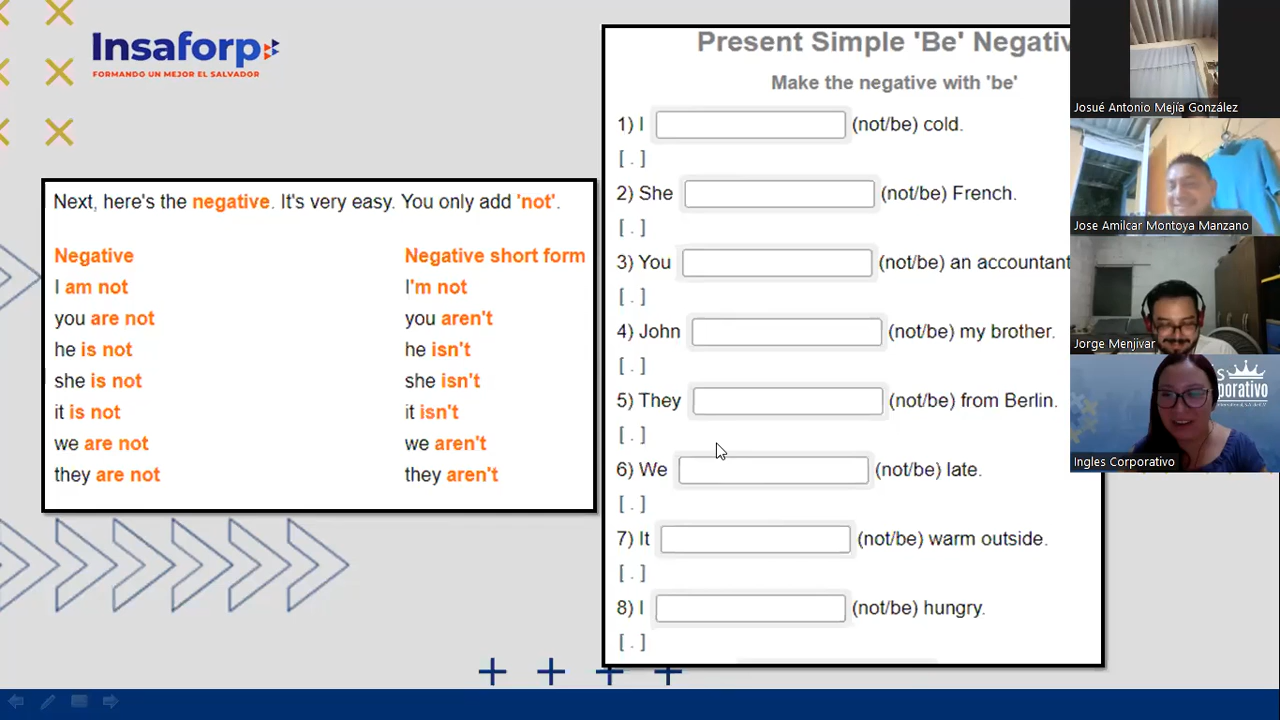 Insaforp
FORMANDO UN MEJOR EL SALVADOR
Next, here's the negative. It's very easy. You only add 'not'.
Negative
Negative short form
I am not
I'm not
you are not
you aren't
he is not
he isn't
she is not
she isn't
it is not
it isn't
we are not
we aren't
they are not
they aren't
Present Simple 'Be' Negativ
Make the negative with 'be'
1) I (not/be) cold.
[ . ]
2) She (not/be) French.
[ . ]
3) You (not/be) an accountant
[ . ]
4) John (not/be) my brother.
[ . ]
5) They (not/be) from Berlin.
[ . ]
6) We (not/be) late.
[ . ]
7) It (not/be) warm outside.
[ . ]
8) I (not/be) hungry.
[ . ]
Josué Antonio Mejía González
Jose Amilcar Montoya Manzano
Jorge Menjivar
Ingles Corporativo